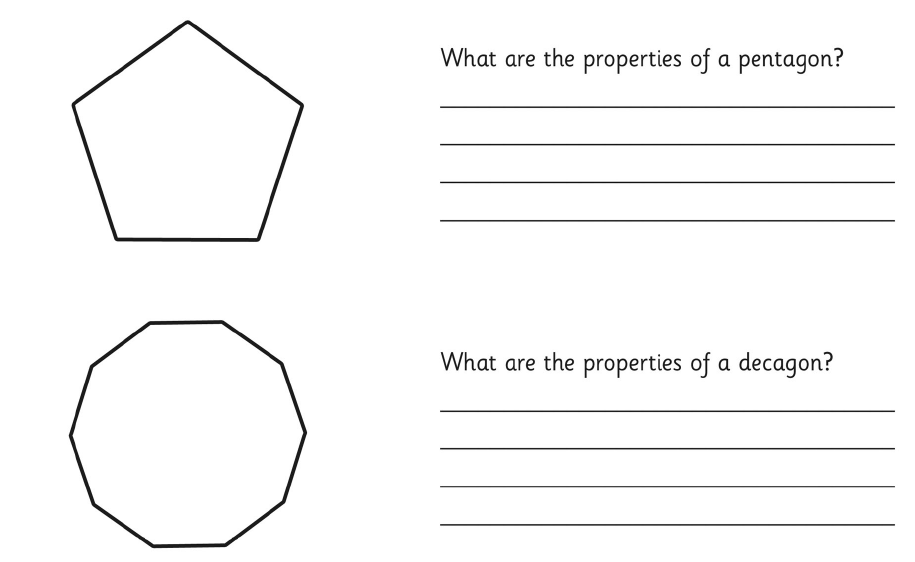 What are the properties of a pentagon?
What are the properties of a decagon?